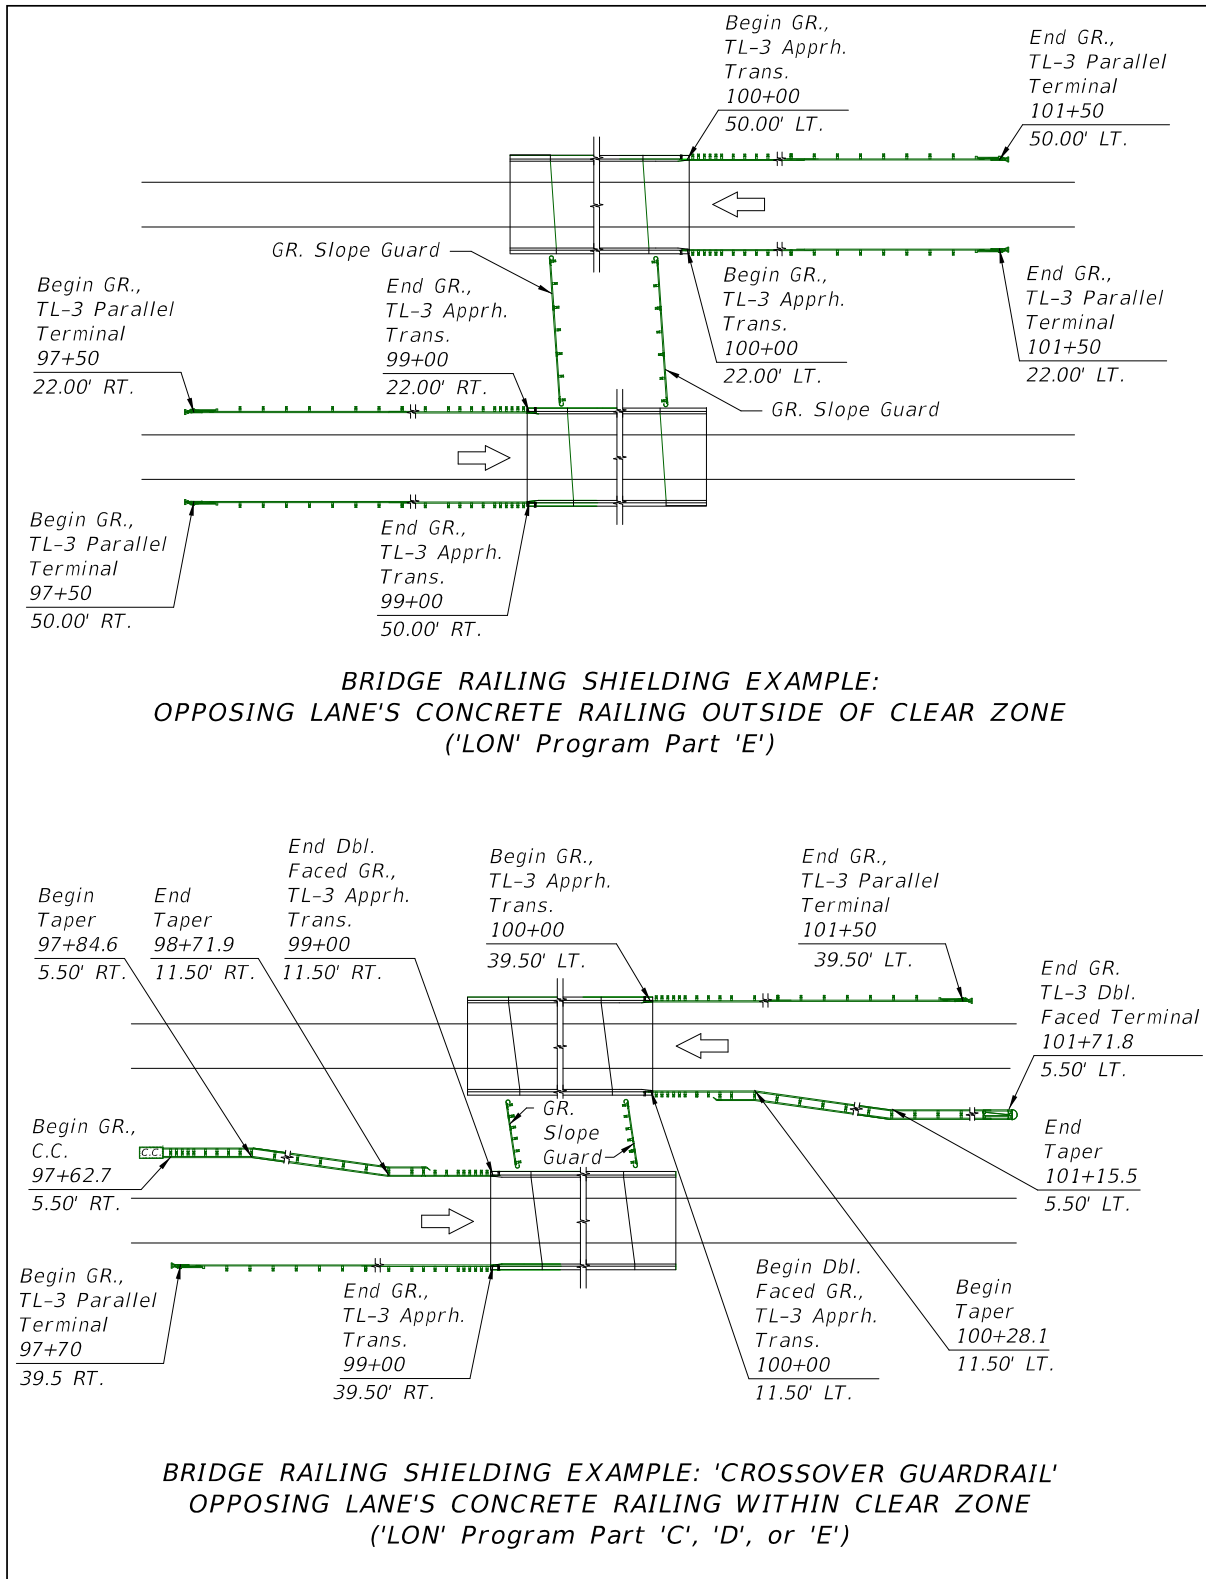 Begin GR.,
TL-3 Apprh.
Trans.
100+00
50.00' LT.
End GR.,
TL-3 Parallel
Terminal
101+50
50.00' LT.
GR. Slope Guard
Begin GR.,
TL-3 Parallel
Terminal
97+50
22.00' RT.
End GR.,
TL-3 Apprh.
Trans.
99+00
22.00' RT.
Begin GR.,
TL-3 Apprh.
Trans.
100+00
22.00' LT.
End GR.,
TL-3 Parallel
Terminal
101+50
22.00' LT.
GR. Slope Guard
Begin GR.,
TL-3 Parallel
Terminal
97+50
50.00' RT.
End GR.,
TL-3 Apprh.
Trans.
99+00
50.00' RT.
BRIDGE RAILING SHIELDING EXAMPLE:
OPPOSING LANE'S CONCRETE RAILING OUTSIDE OF CLEAR ZONE
('LON' Program Part 'E')
Begin
Taper
97+84.6
5.50' RT.
End
Taper
98+71.9
11.50' RT.
End Dbl.
Faced GR.,
TL-3 Apprh.
Trans.
99+00
11.50' RT.
Begin GR.,
TL-3 Apprh.
Trans.
100+00
39.50' LT.
End GR.,
TL-3 Parallel
Terminal
101+50
39.50' LT.
End GR.
TL-3 Dbl.
Faced Terminal
101+71.8
5.50' LT.
Begin GR.,
C.C.
97+62.7
5.50' RT.
C.C.
GR.
Slope
Guard
End
Taper
101+15.5
5.50' LT.
Begin GR.,
TL-3 Parallel
Terminal
97+70
39.5 RT.
End GR.,
TL-3 Apprh.
Trans.
99+00
39.50' RT.
Begin Dbl.
Faced GR.,
TL-3 Apprh.
Trans.
100+00
11.50' LT.
Begin
Taper
100+28.1
11.50' LT.
BRIDGE RAILING SHIELDING EXAMPLE: 'CROSSOVER GUARDRAIL'
OPPOSING LANE'S CONCRETE RAILING WITHIN CLEAR ZONE
('LON' Program Part 'C', 'D', or 'E')